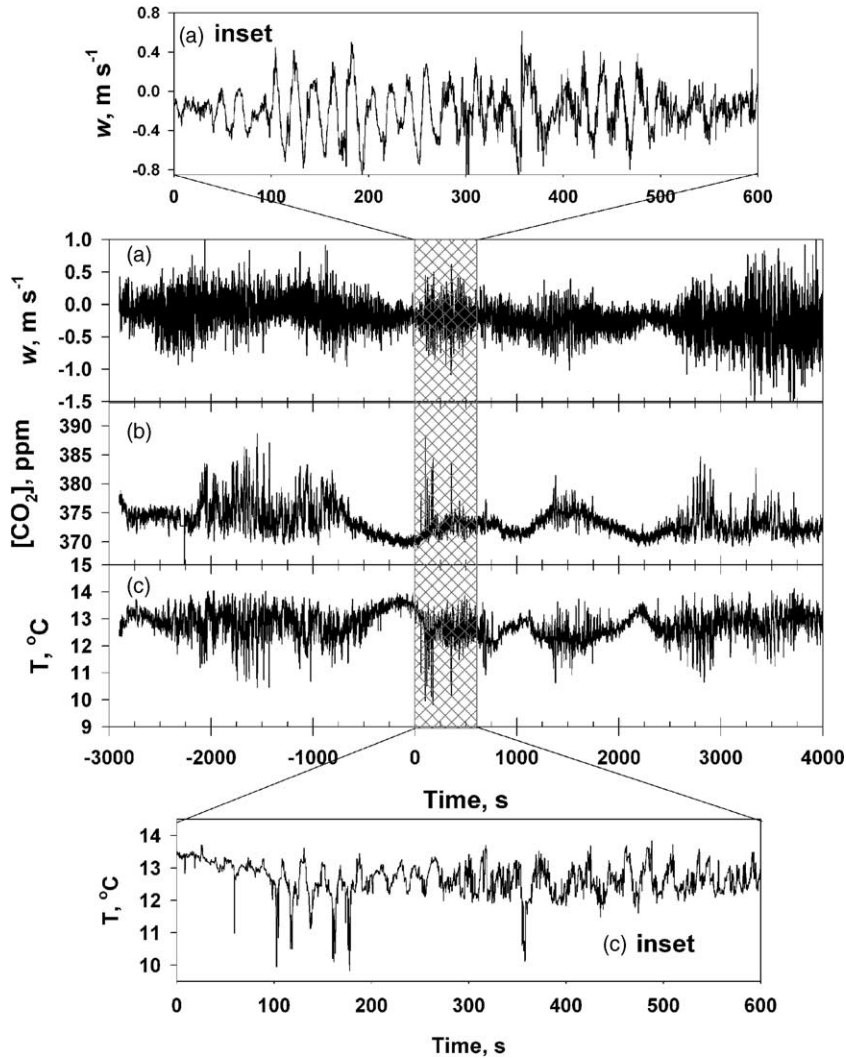 (a) inset
w, m s⁻¹
0.8
0.4
0.0
-0.4
-0.8
0 100 200 300 400 500 600
(a)
w, m s⁻¹
1.0
0.5
0.0
-0.5
-1.0
-1.5
(b)
[CO₂], ppm
390
385
380
375
370
15
(c)
T, °C
14
13
12
11
10
9
-3000 -2000 -1000 0 1000 2000 3000 4000
Time, s
T, °C
14
13
12
11
10
(c) inset
0 100 200 300 400 500 600
Time, s